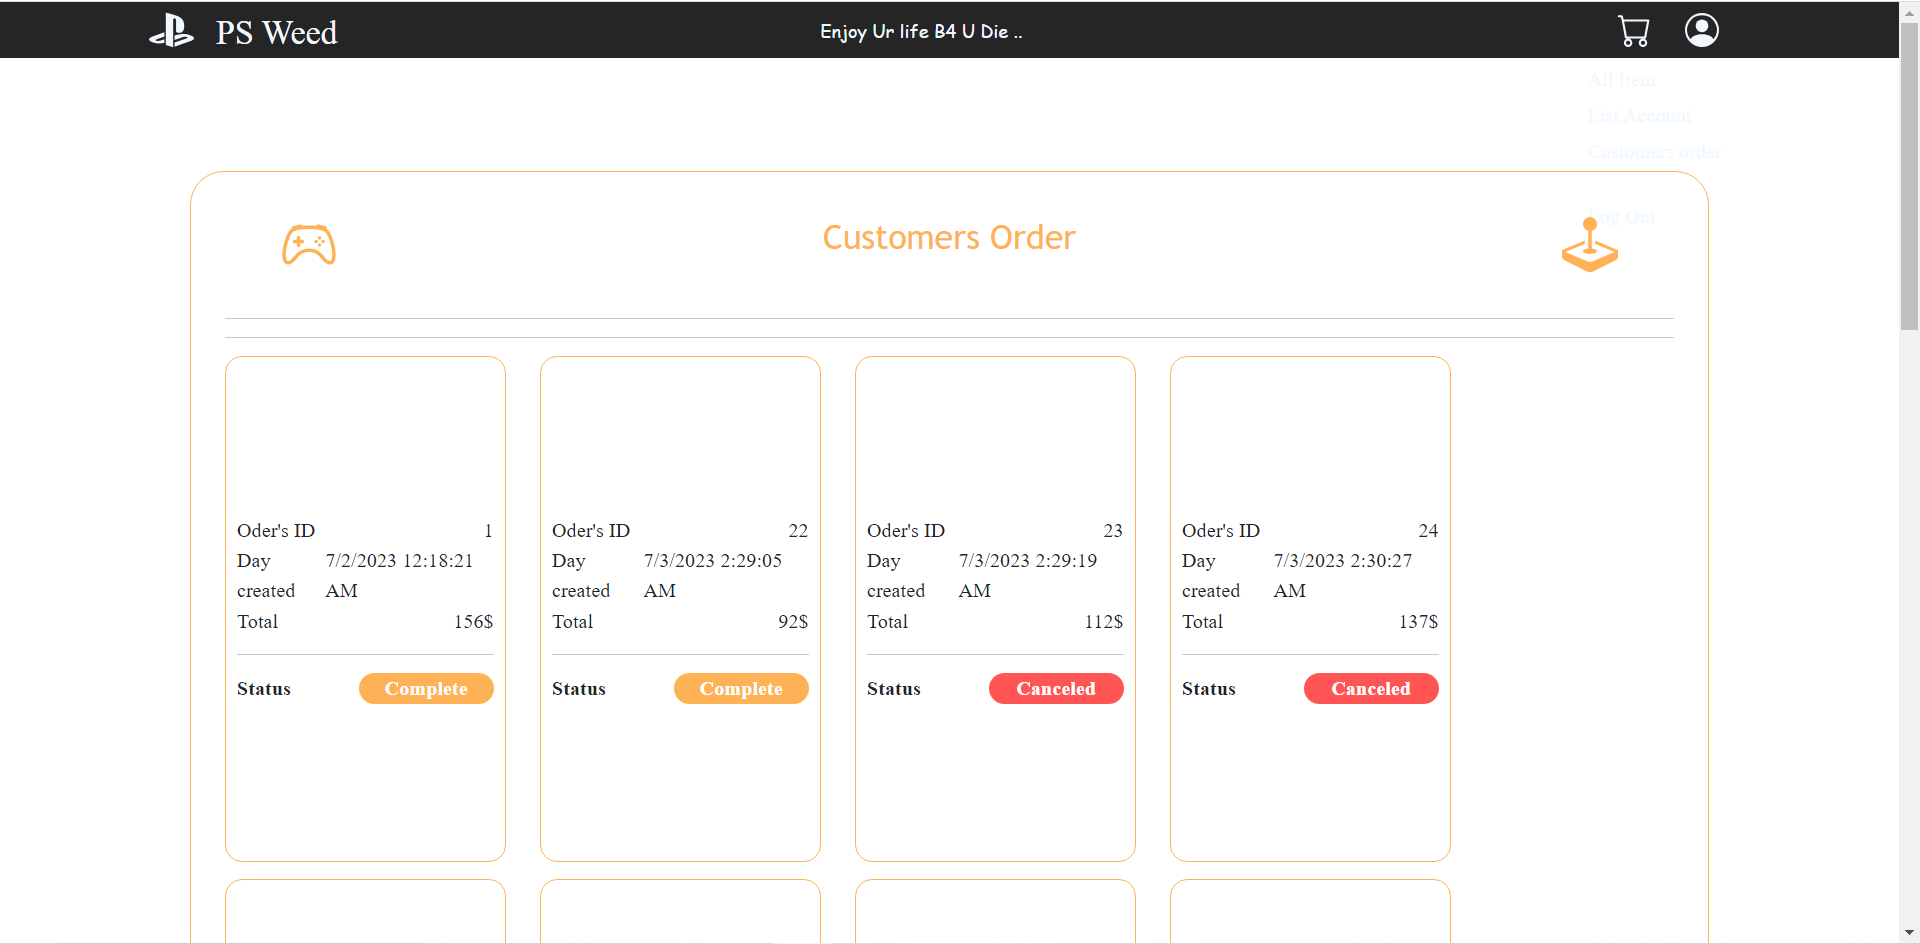 PS Weed
Enjoy Ur life B4 U Die ..
All Item
List Account
Customers order
Log Out
Customers Order
Oder's ID 1
Day created 7/2/2023 12:18:21 AM
Total 156$
Status Complete
Oder's ID 22
Day created 7/3/2023 2:29:05 AM
Total 92$
Status Complete
Oder's ID 23
Day created 7/3/2023 2:29:19 AM
Total 112$
Status Canceled
Oder's ID 24
Day created 7/3/2023 2:30:27 AM
Total 137$
Status Canceled